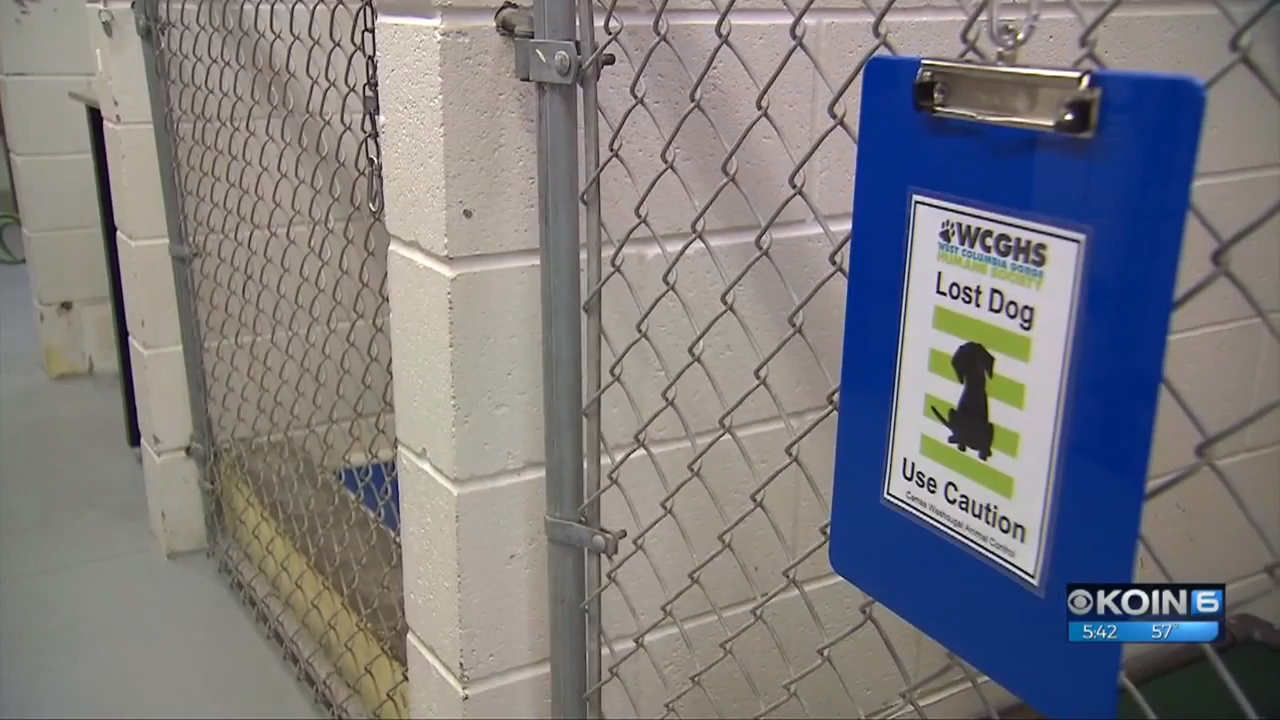 WCGHS
WEST COLUMBIA GORGE
HUMANE SOCIETY
Lost Dog
Use Caution
Camas Washougal Animal Control
KOIN 6
5:42 57°